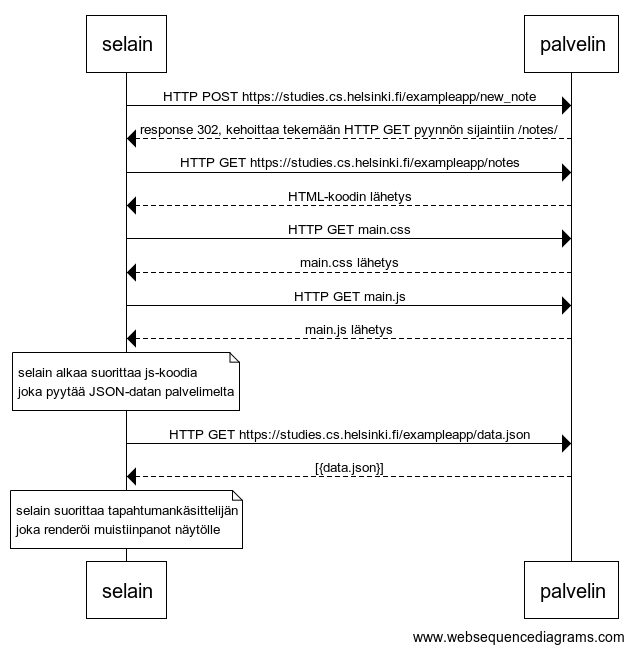 selain
palvelin
HTTP POST https://studies.cs.helsinki.fi/exampleapp/new_note
response 302, kehoittaa tekemään HTTP GET pyynnön sijaintiin /notes/
HTTP GET https://studies.cs.helsinki.fi/exampleapp/notes
HTML-koodin lähetys
HTTP GET main.css
main.css lähetys
HTTP GET main.js
main.js lähetys
selain alkaa suorittaa js-koodia
joka pyytää JSON-datan palvelimelta
HTTP GET https://studies.cs.helsinki.fi/exampleapp/data.json
[{data.json}]
selain suorittaa tapahtumankäsittelijän
joka renderöi muistiinpanot näytölle
selain
palvelin
www.websequencediagrams.com